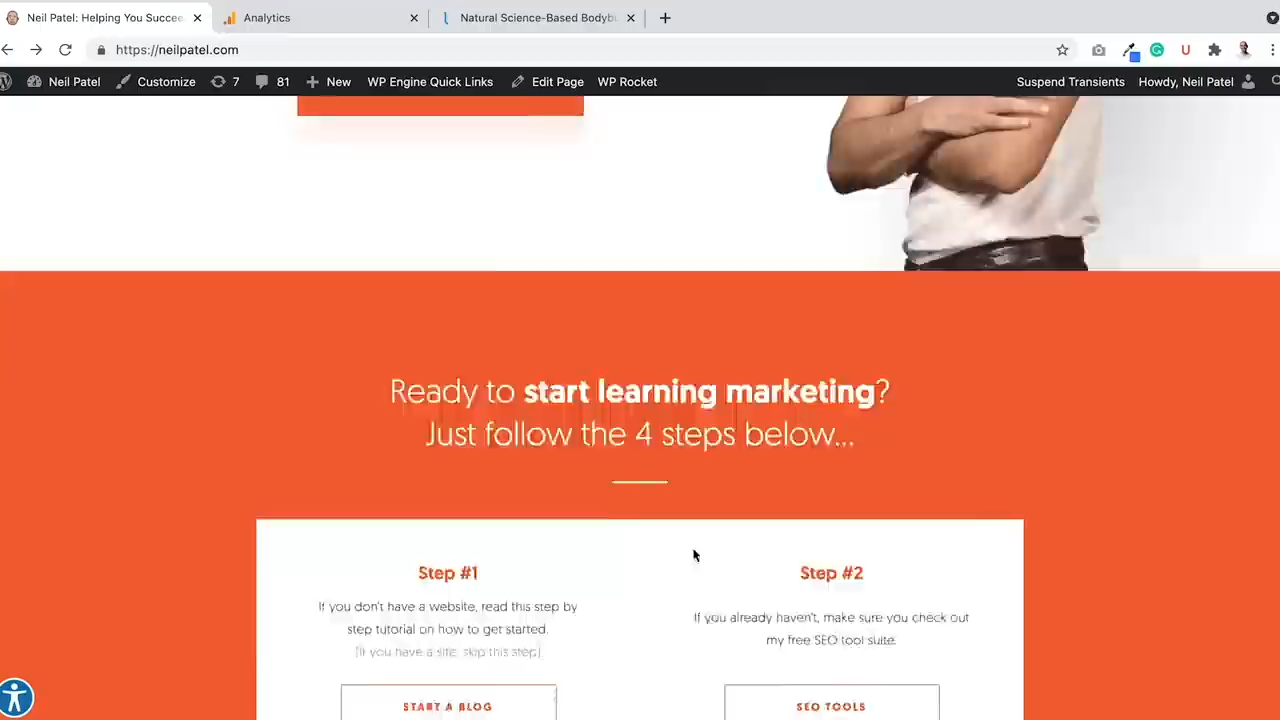 Neil Patel: Helping You Succee
Analytics
Natural Science-Based Bodybu
https://neilpatel.com
Neil Patel
Customize
7
81
New
WP Engine Quick Links
Edit Page
WP Rocket
Suspend Transients
Howdy, Neil Patel
Ready to start learning marketing?
Just follow the 4 steps below...
Step #1
If you don't have a website, read this step by
step tutorial on how to get started.
[If you have a site, skip this step]
START A BLOG
Step #2
If you already haven't, make sure you check out
my free SEO tool suite.
SEO TOOLS